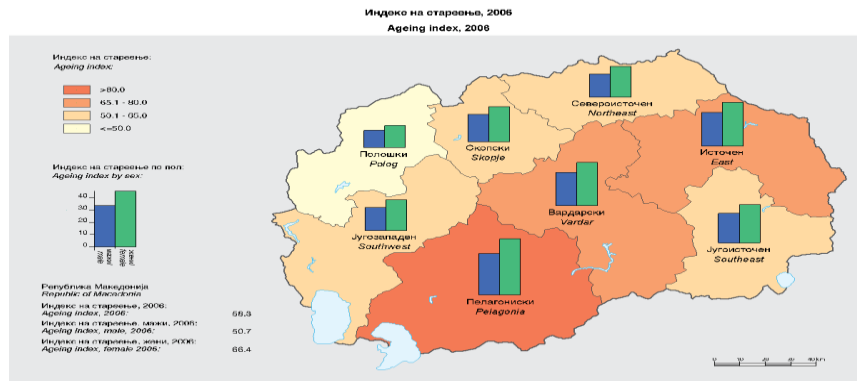 Индекс на стареење, 2006
Ageing index, 2006
Индекс на стареење:
Ageing index:
>80.0
65.1 - 80.0
50.1 - 65.0
<=50.0
Индекс на стареење по пол:
Ageing index by sex:
40
30
20
10
0
мажи/
male
жени/
female
Североисточен
Northeast
Скопски
Skopje
Полошки
Polog
Источен
East
Вардарски
Vardar
Југозападен
Southwest
Југоисточен
Southeast
Пелагониски
Pelagonia
Република Македонија
Republic of Macedonia
Индекс на стареење, 2006:
Ageing index, 2006:
Индекс на стареење, мажи, 2006:
Ageing index, male, 2006: 50.7
Индекс на стареење, жени, 2006:
Ageing index, female 2006: 66.4
0 10 20 30 40 km